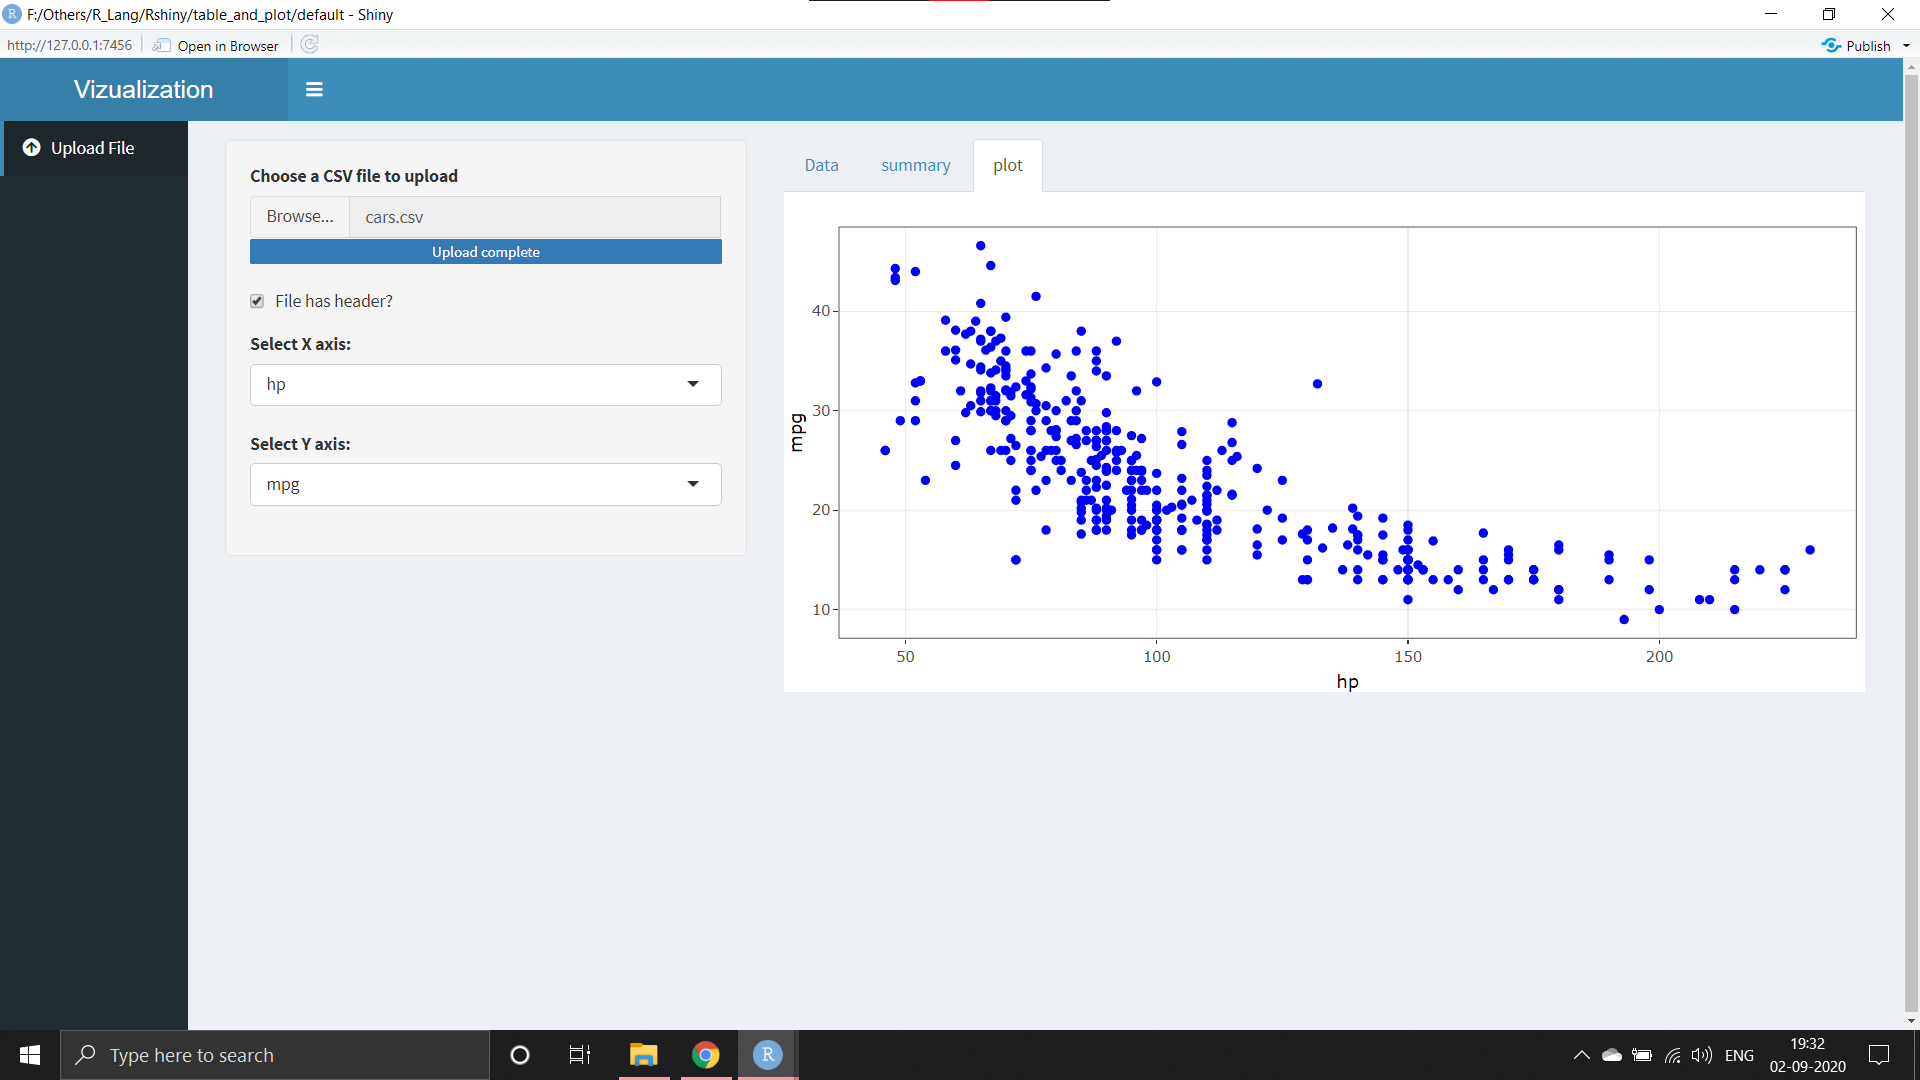 F:/Others/R_Lang/Rshiny/table_and_plot/default - Shiny
http://127.0.0.1:7456 Open in Browser Publish
Vizualization
Upload File
Choose a CSV file to upload
Browse... cars.csv
Upload complete
File has header?
Select X axis:
hp
Select Y axis:
mpg
Data summary plot
40
30
20
10
mpg
50 100 150 200
hp
Type here to search
R
ENG
19:32
02-09-2020